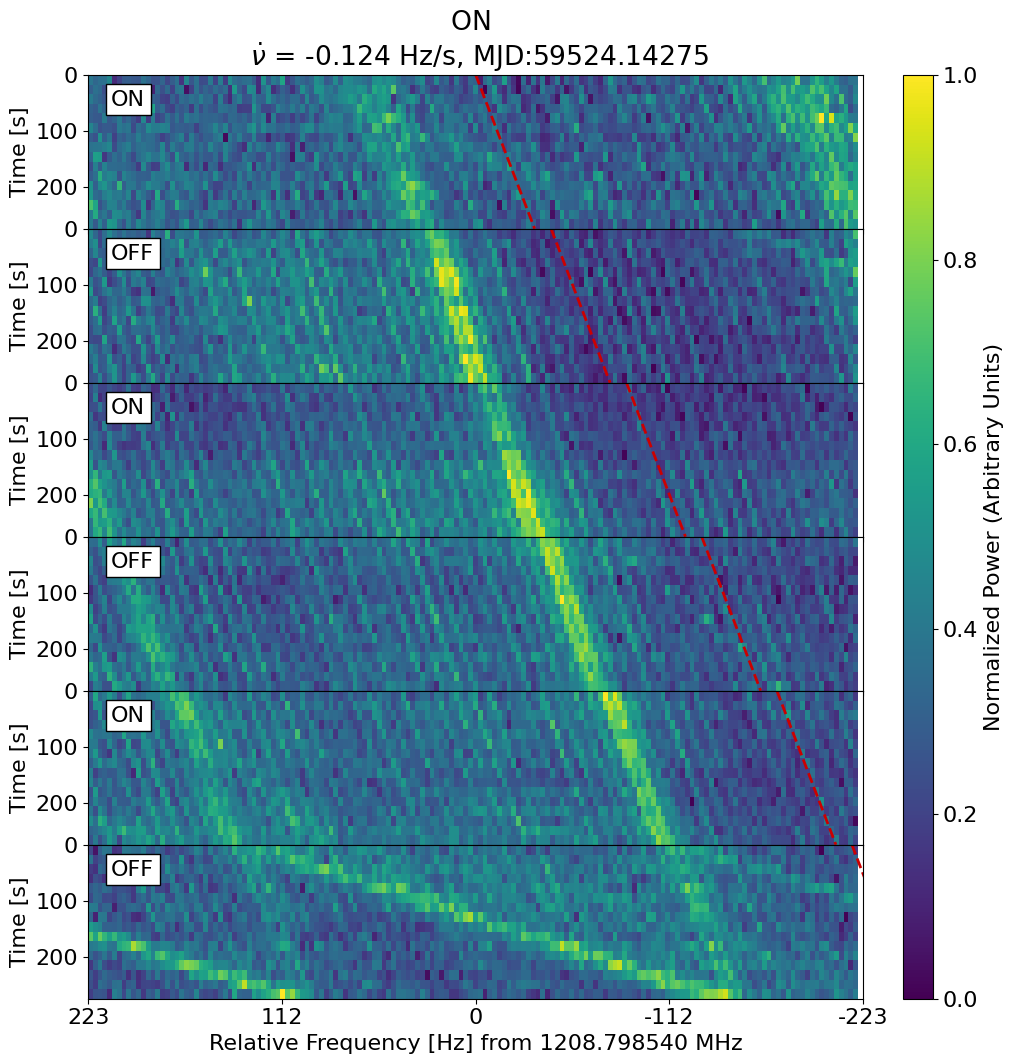 ON
ν̇ = -0.124 Hz/s, MJD:59524.14275
0
ON
100
200
Time [s]
0
OFF
100
200
Time [s]
0
ON
100
200
Time [s]
0
OFF
100
200
Time [s]
0
ON
100
200
Time [s]
0
OFF
100
200
Time [s]
223 112 0 -112 -223
Relative Frequency [Hz] from 1208.798540 MHz
1.0
0.8
0.6
0.4
0.2
0.0
Normalized Power (Arbitrary Units)